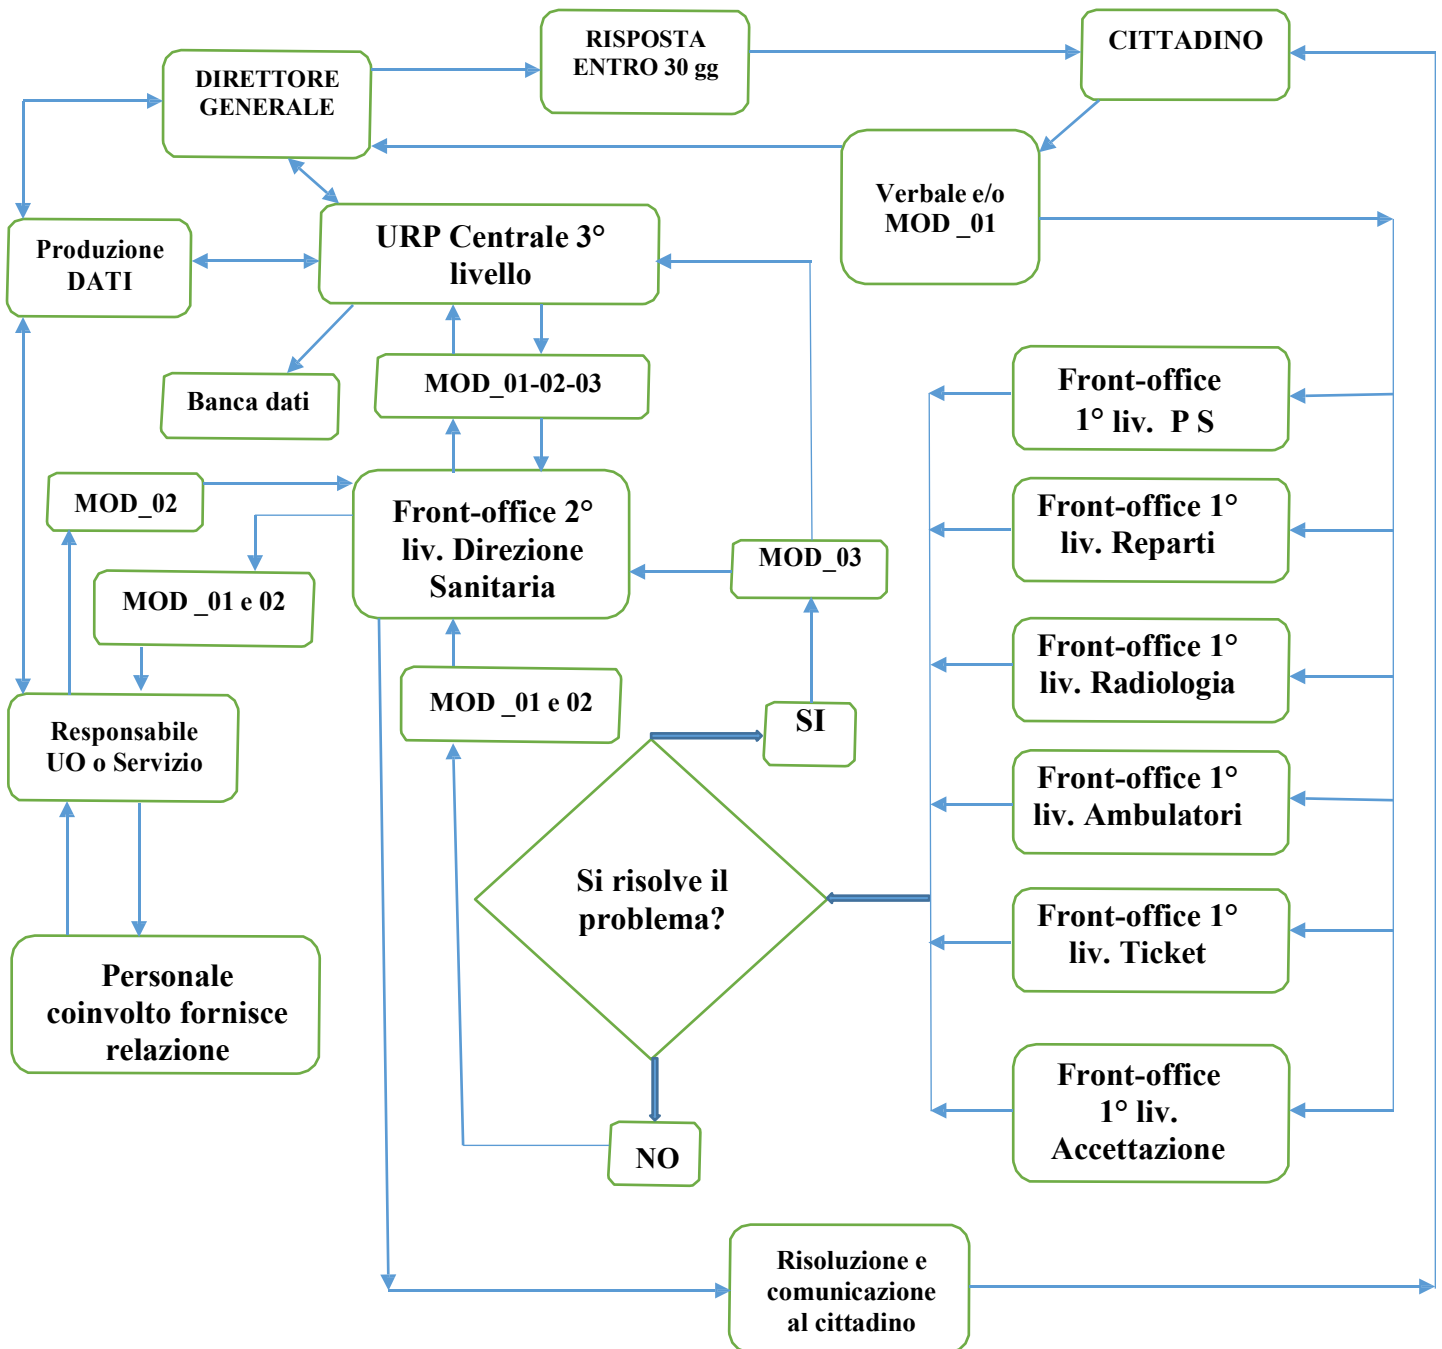 RISPOSTA
ENTRO 30 gg
CITTADINO
DIRETTORE
GENERALE
Verbale e/o
MOD _01
URP Centrale 3°
livello
Produzione
DATI
MOD_01-02-03
Banca dati
Front-office
1° liv. P S
MOD_02
Front-office 2°
liv. Direzione
Sanitaria
Front-office 1°
liv. Reparti
MOD_03
MOD _01 e 02
Front-office 1°
liv. Radiologia
MOD _01 e 02
SI
Responsabile
UO o Servizio
Front-office 1°
liv. Ambulatori
Si risolve il
problema?
Front-office 1°
liv. Ticket
Personale
coinvolto fornisce
relazione
Front-office
1° liv.
Accettazione
NO
Risoluzione e
comunicazione
al cittadino